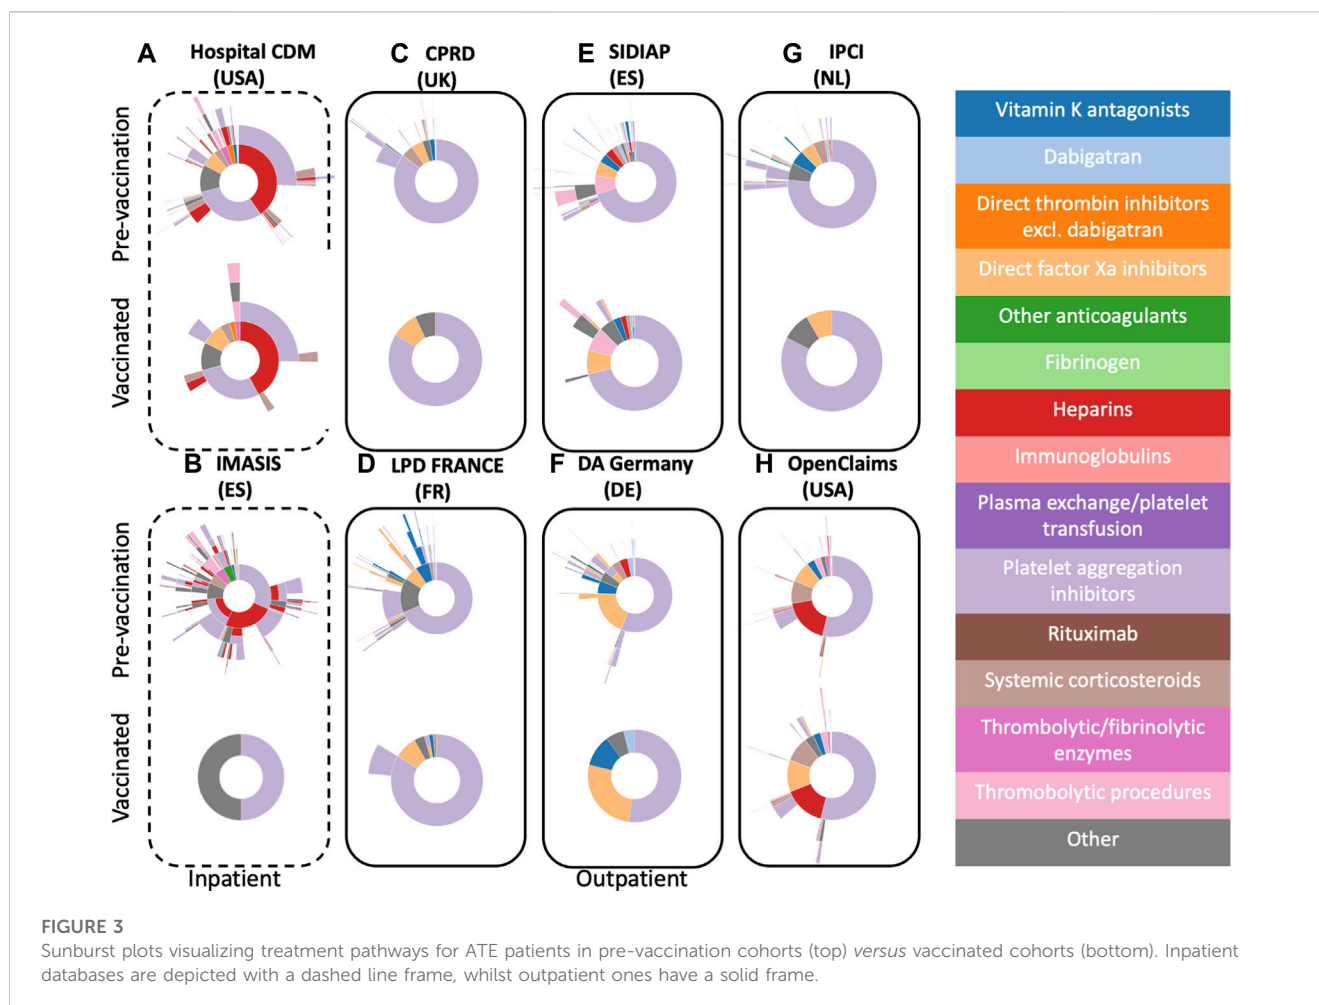 A Hospital CDM
(USA)
C CPRD
(UK)
E SIDIAP
(ES)
G IPCI
(NL)
Pre-vaccination
Vaccinated
B IMASIS
(ES)
D LPD FRANCE
(FR)
F DA Germany
(DE)
H OpenClaims
(USA)
Pre-vaccination
Vaccinated
Inpatient
Outpatient
Vitamin K antagonists
Dabigatran
Direct thrombin inhibitors
excl. dabigatran
Direct factor Xa inhibitors
Other anticoagulants
Fibrinogen
Heparins
Immunoglobulins
Plasma exchange/platelet
transfusion
Platelet aggregation
inhibitors
Rituximab
Systemic corticosteroids
Thrombolytic/fibrinolytic
enzymes
Thromobolytic procedures
Other
FIGURE 3
Sunburst plots visualizing treatment pathways for ATE patients in pre-vaccination cohorts (top) versus vaccinated cohorts (bottom). Inpatient
databases are depicted with a dashed line frame, whilst outpatient ones have a solid frame.